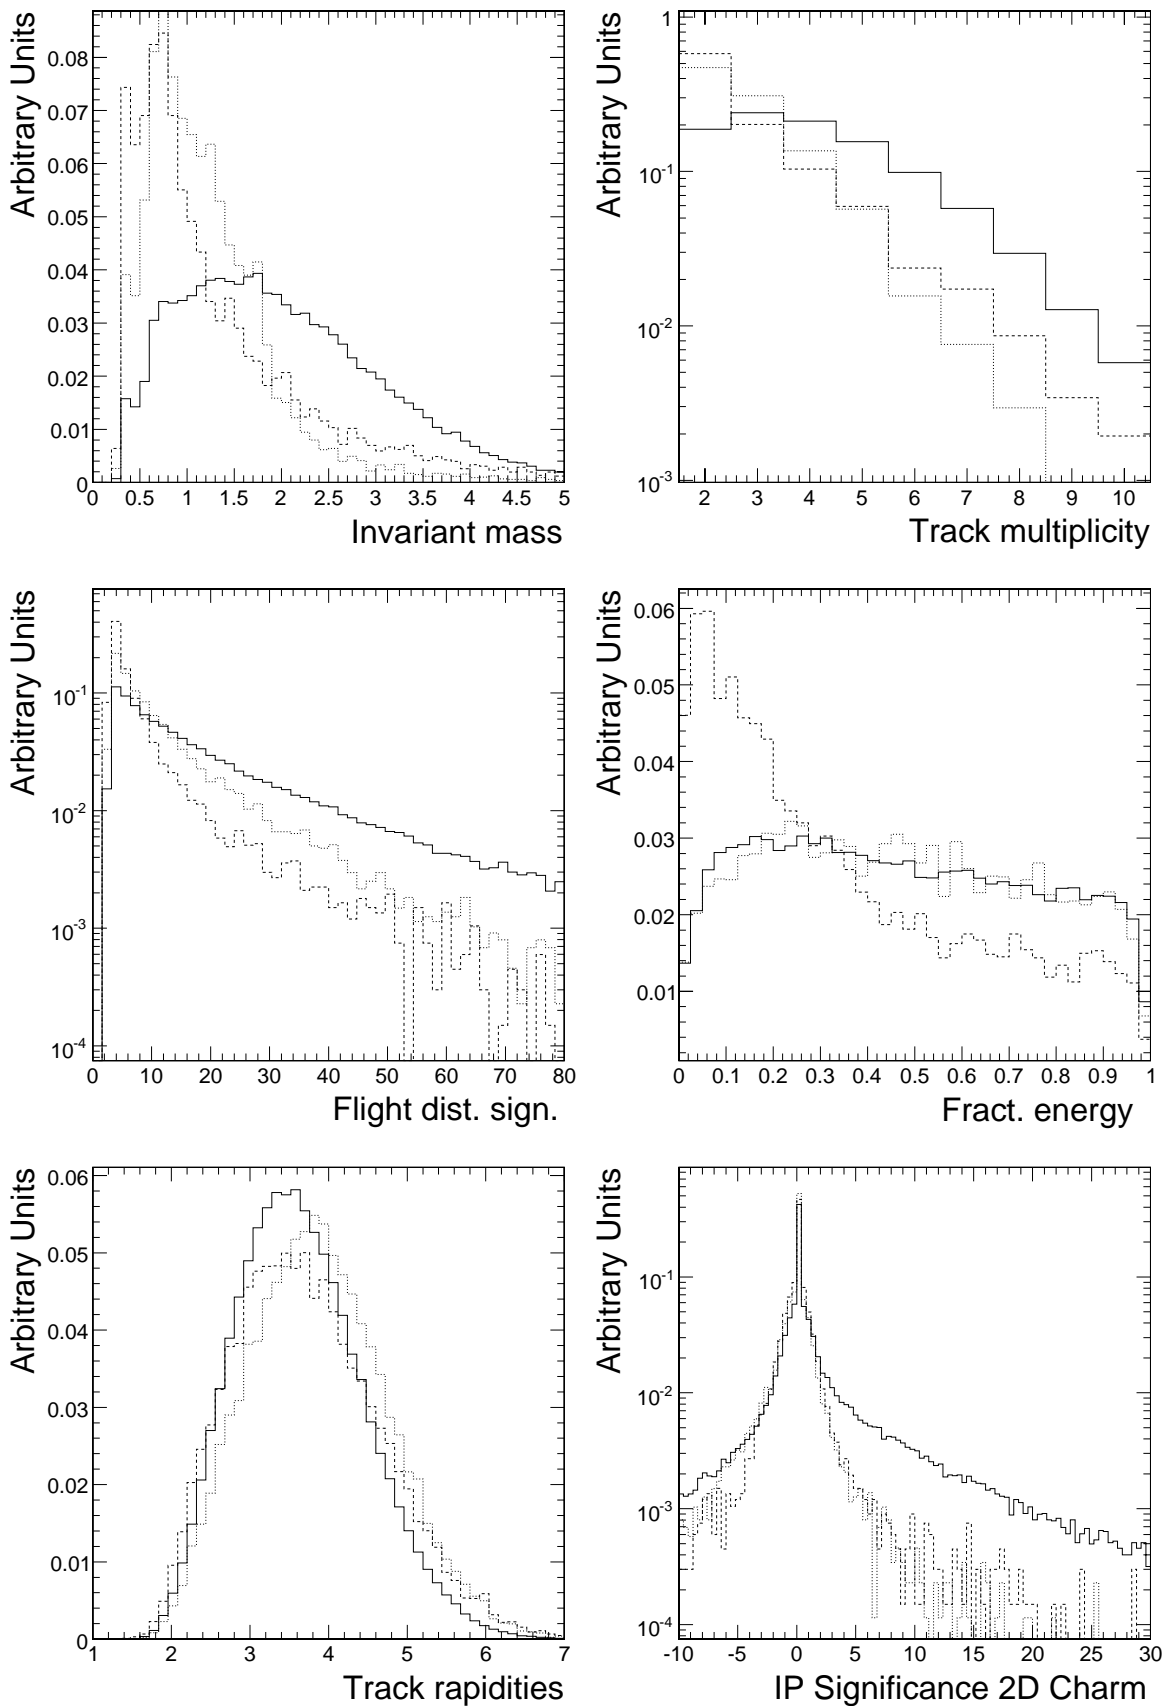 Arbitrary Units
0.08
0.07
0.06
0.05
0.04
0.03
0.02
0.01
0
0 0.5 1 1.5 2 2.5 3 3.5 4 4.5 5
Invariant mass
Arbitrary Units
1
10-1
10-2
10-3
2 3 4 5 6 7 8 9 10
Track multiplicity
Arbitrary Units
10-1
10-2
10-3
10-4
0 10 20 30 40 50 60 70 80
Flight dist. sign.
Arbitrary Units
0.06
0.05
0.04
0.03
0.02
0.01
0 0.1 0.2 0.3 0.4 0.5 0.6 0.7 0.8 0.9 1
Fract. energy
Arbitrary Units
0.06
0.05
0.04
0.03
0.02
0.01
0
1 2 3 4 5 6 7
Track rapidities
Arbitrary Units
10-1
10-2
10-3
10-4
-10 -5 0 5 10 15 20 25 30
IP Significance 2D Charm